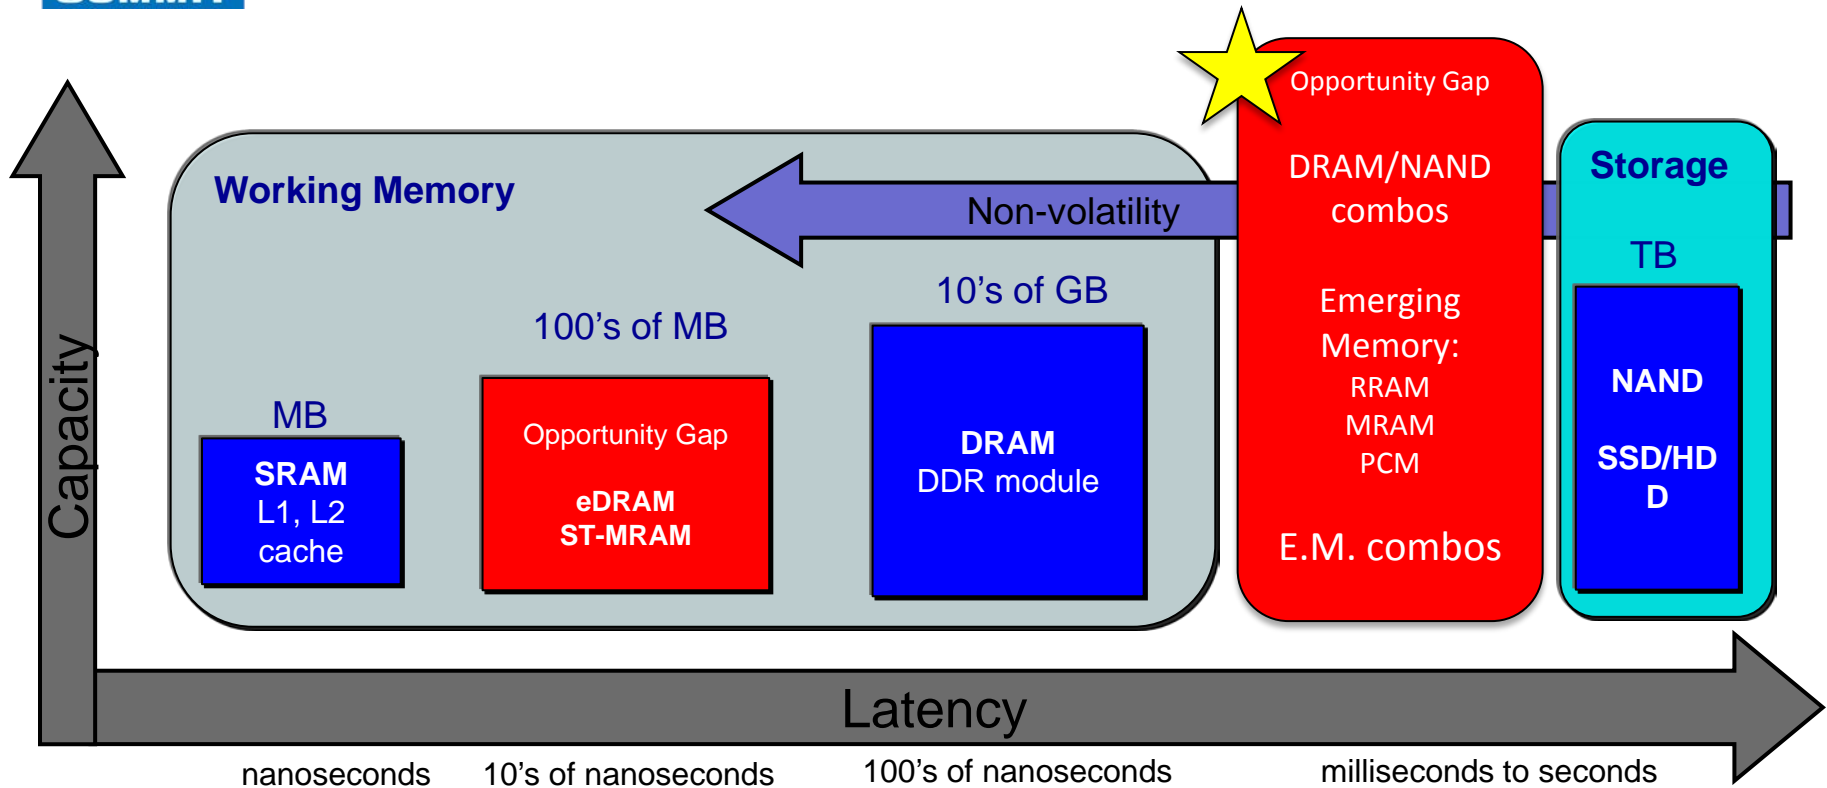 SUMMIT
Opportunity Gap
DRAM/NAND
combos
Emerging
Memory:
RRAM
MRAM
PCM
E.M. combos
Storage
TB
NAND
SSD/HD
D
Working Memory
Non-volatility
10's of GB
DRAM
DDR module
100's of MB
Opportunity Gap
eDRAM
ST-MRAM
MB
SRAM
L1, L2
cache
Capacity
Latency
nanoseconds
10's of nanoseconds
100's of nanoseconds
milliseconds to seconds